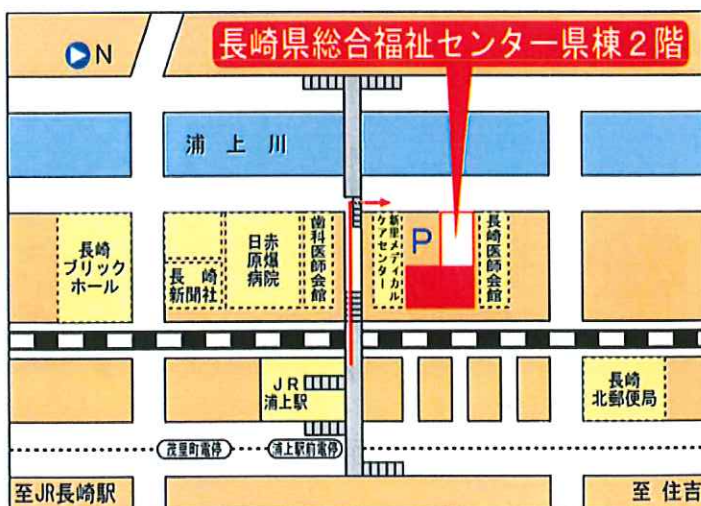 N
長崎県総合福祉センター県棟2階
浦上川
長崎
ブリック
ホール
長崎
新聞社
日赤
原爆
病院
歯科医師会館
新里メディカル
ケアセンター
P
長崎医師会館
JR
浦上駅
長崎
北郵便局
茂里町電停
浦上駅前電停
至JR長崎駅
至 住吉